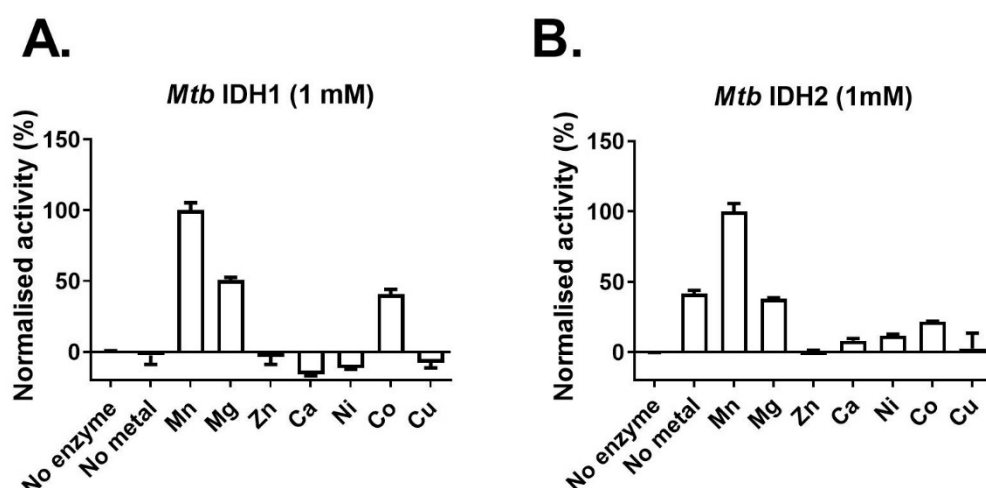 A.
Mtb IDH1 (1 mM)
Normalised activity (%)
150
100
50
0
No enzyme
No metal
Mn
Mg
Zn
Ca
Ni
Co
Cu
B.
Mtb IDH2 (1mM)
Normalised activity (%)
150
100
50
0
No enzyme
No metal
Mn
Mg
Zn
Ca
Ni
Co
Cu